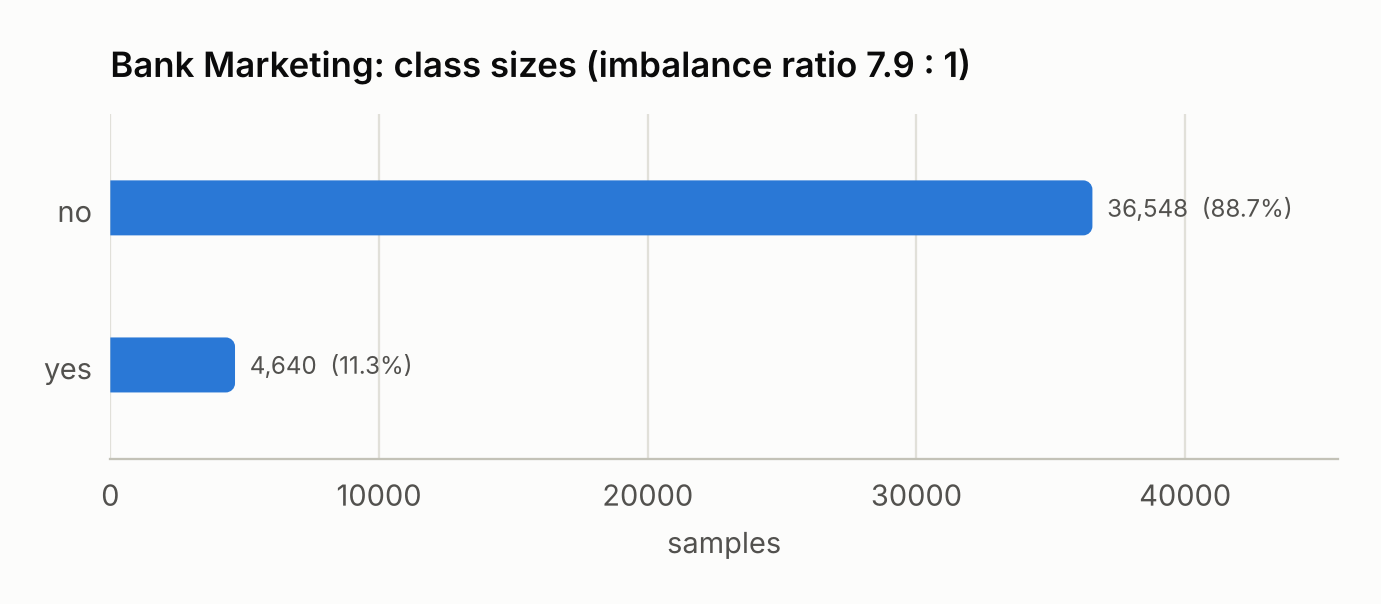 Bank Marketing: class sizes (imbalance ratio 7.9 : 1)
no 36,548 (88.7%)
yes 4,640 (11.3%)
0 10000 20000 30000 40000
samples